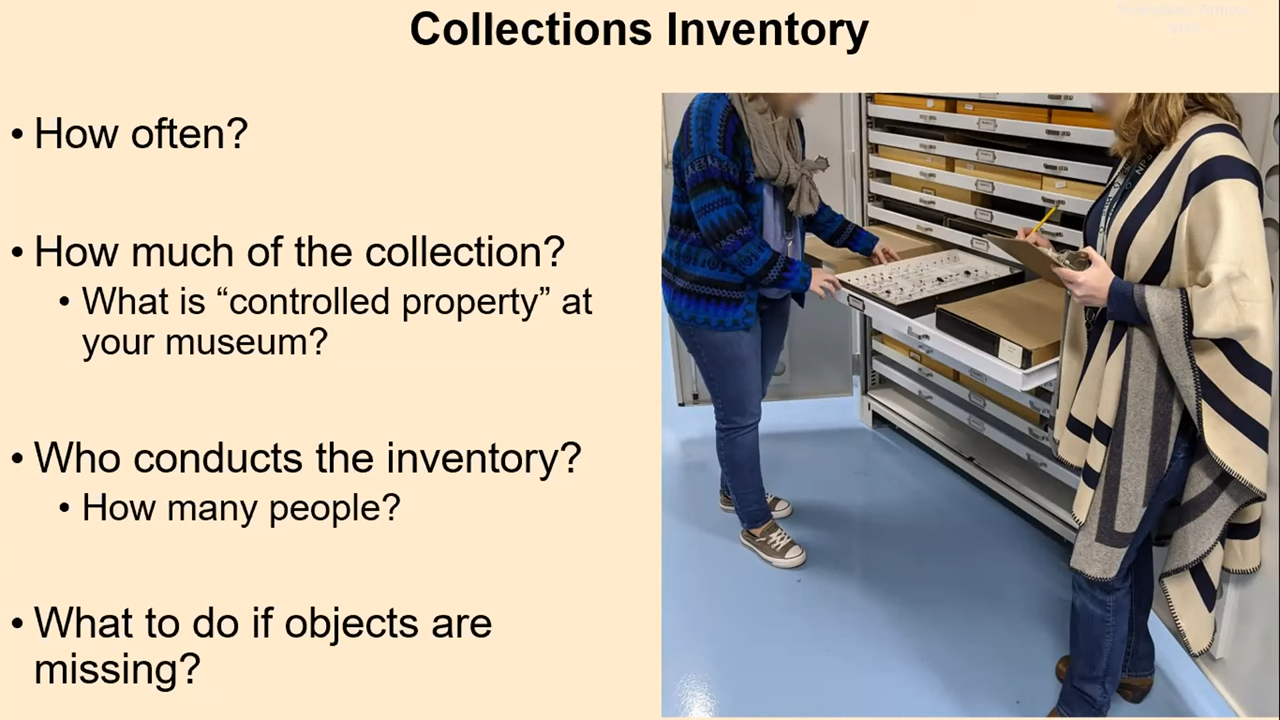 Collections Inventory
• How often?
• How much of the collection?
• What is “controlled property” at
your museum?
• Who conducts the inventory?
• How many people?
• What to do if objects are
missing?
NPS